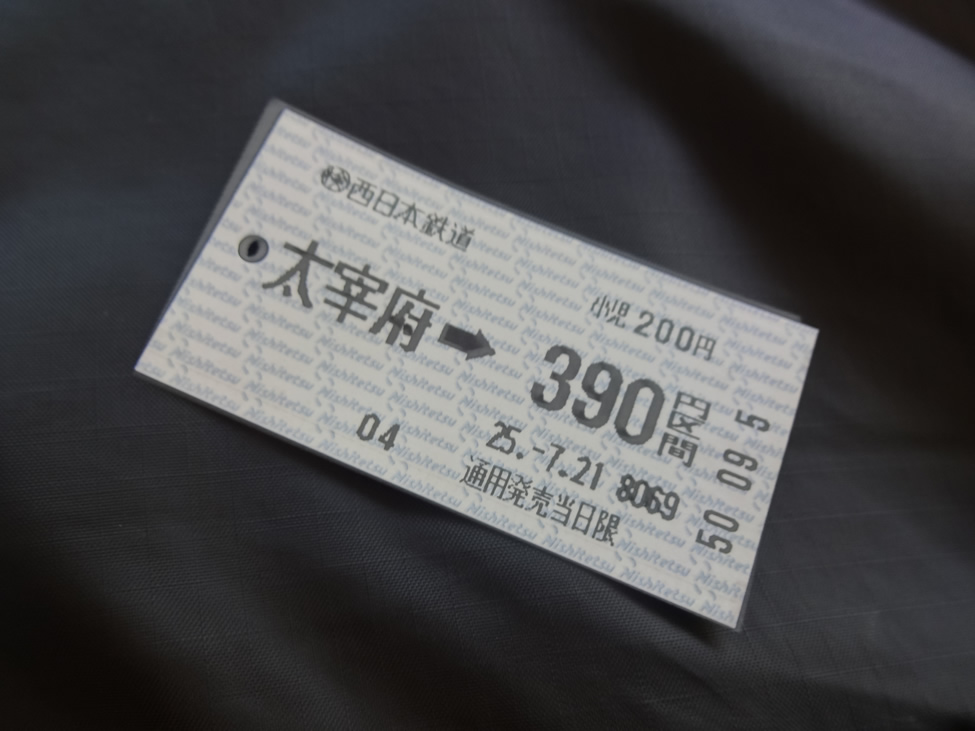 西日本鉄道
小児 200円
太宰府➡390円区間
04 25.-7.21 8069
通用発売当日限
50 09 5
Nishitetsu